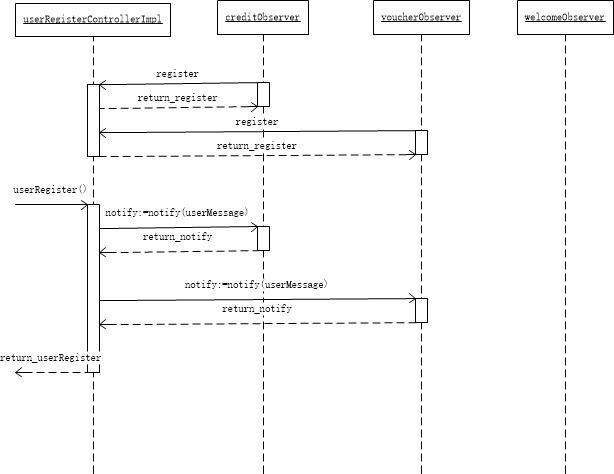 userRegisterControllerImpl
creditObserver
voucherObserver
welcomeObserver
register
return_register
register
return_register
userRegister()
notify:=notify(userMessage)
return_notify
notify:=notify(userMessage)
return_notify
return_userRegister